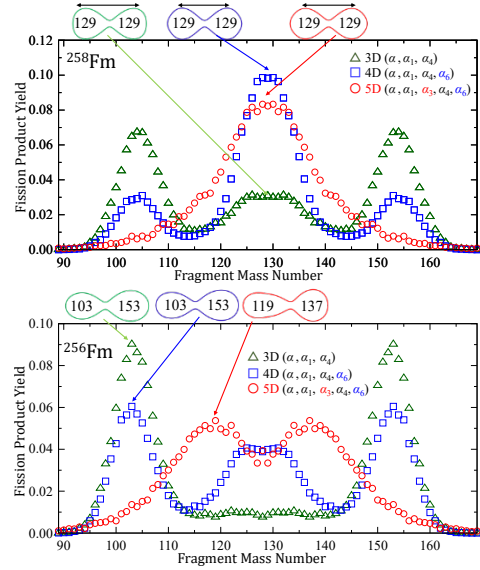 129 129 129 129 129 129
²⁵⁸Fm
3D (α, α₁, α₄)
4D (α, α₁, α₄, α₆)
5D (α, α₁, α₃, α₄, α₆)
0.12
0.10
0.08
0.06
0.04
0.02
0.00
Fission Product Yield
90 100 110 120 130 140 150 160
Fragment Mass Number
103 153 103 153 119 137
²⁵⁶Fm
3D (α, α₁, α₄)
4D (α, α₁, α₄, α₆)
5D (α, α₁, α₃, α₄, α₆)
0.10
0.08
0.06
0.04
0.02
0.00
Fission Product Yield
90 100 110 120 130 140 150 160
Fragment Mass Number